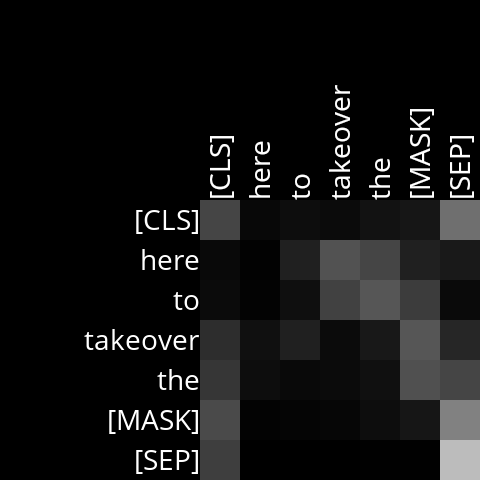 [CLS]
here
to
takeover
the
[MASK]
[SEP]
[CLS]
here
to
takeover
the
[MASK]
[SEP]